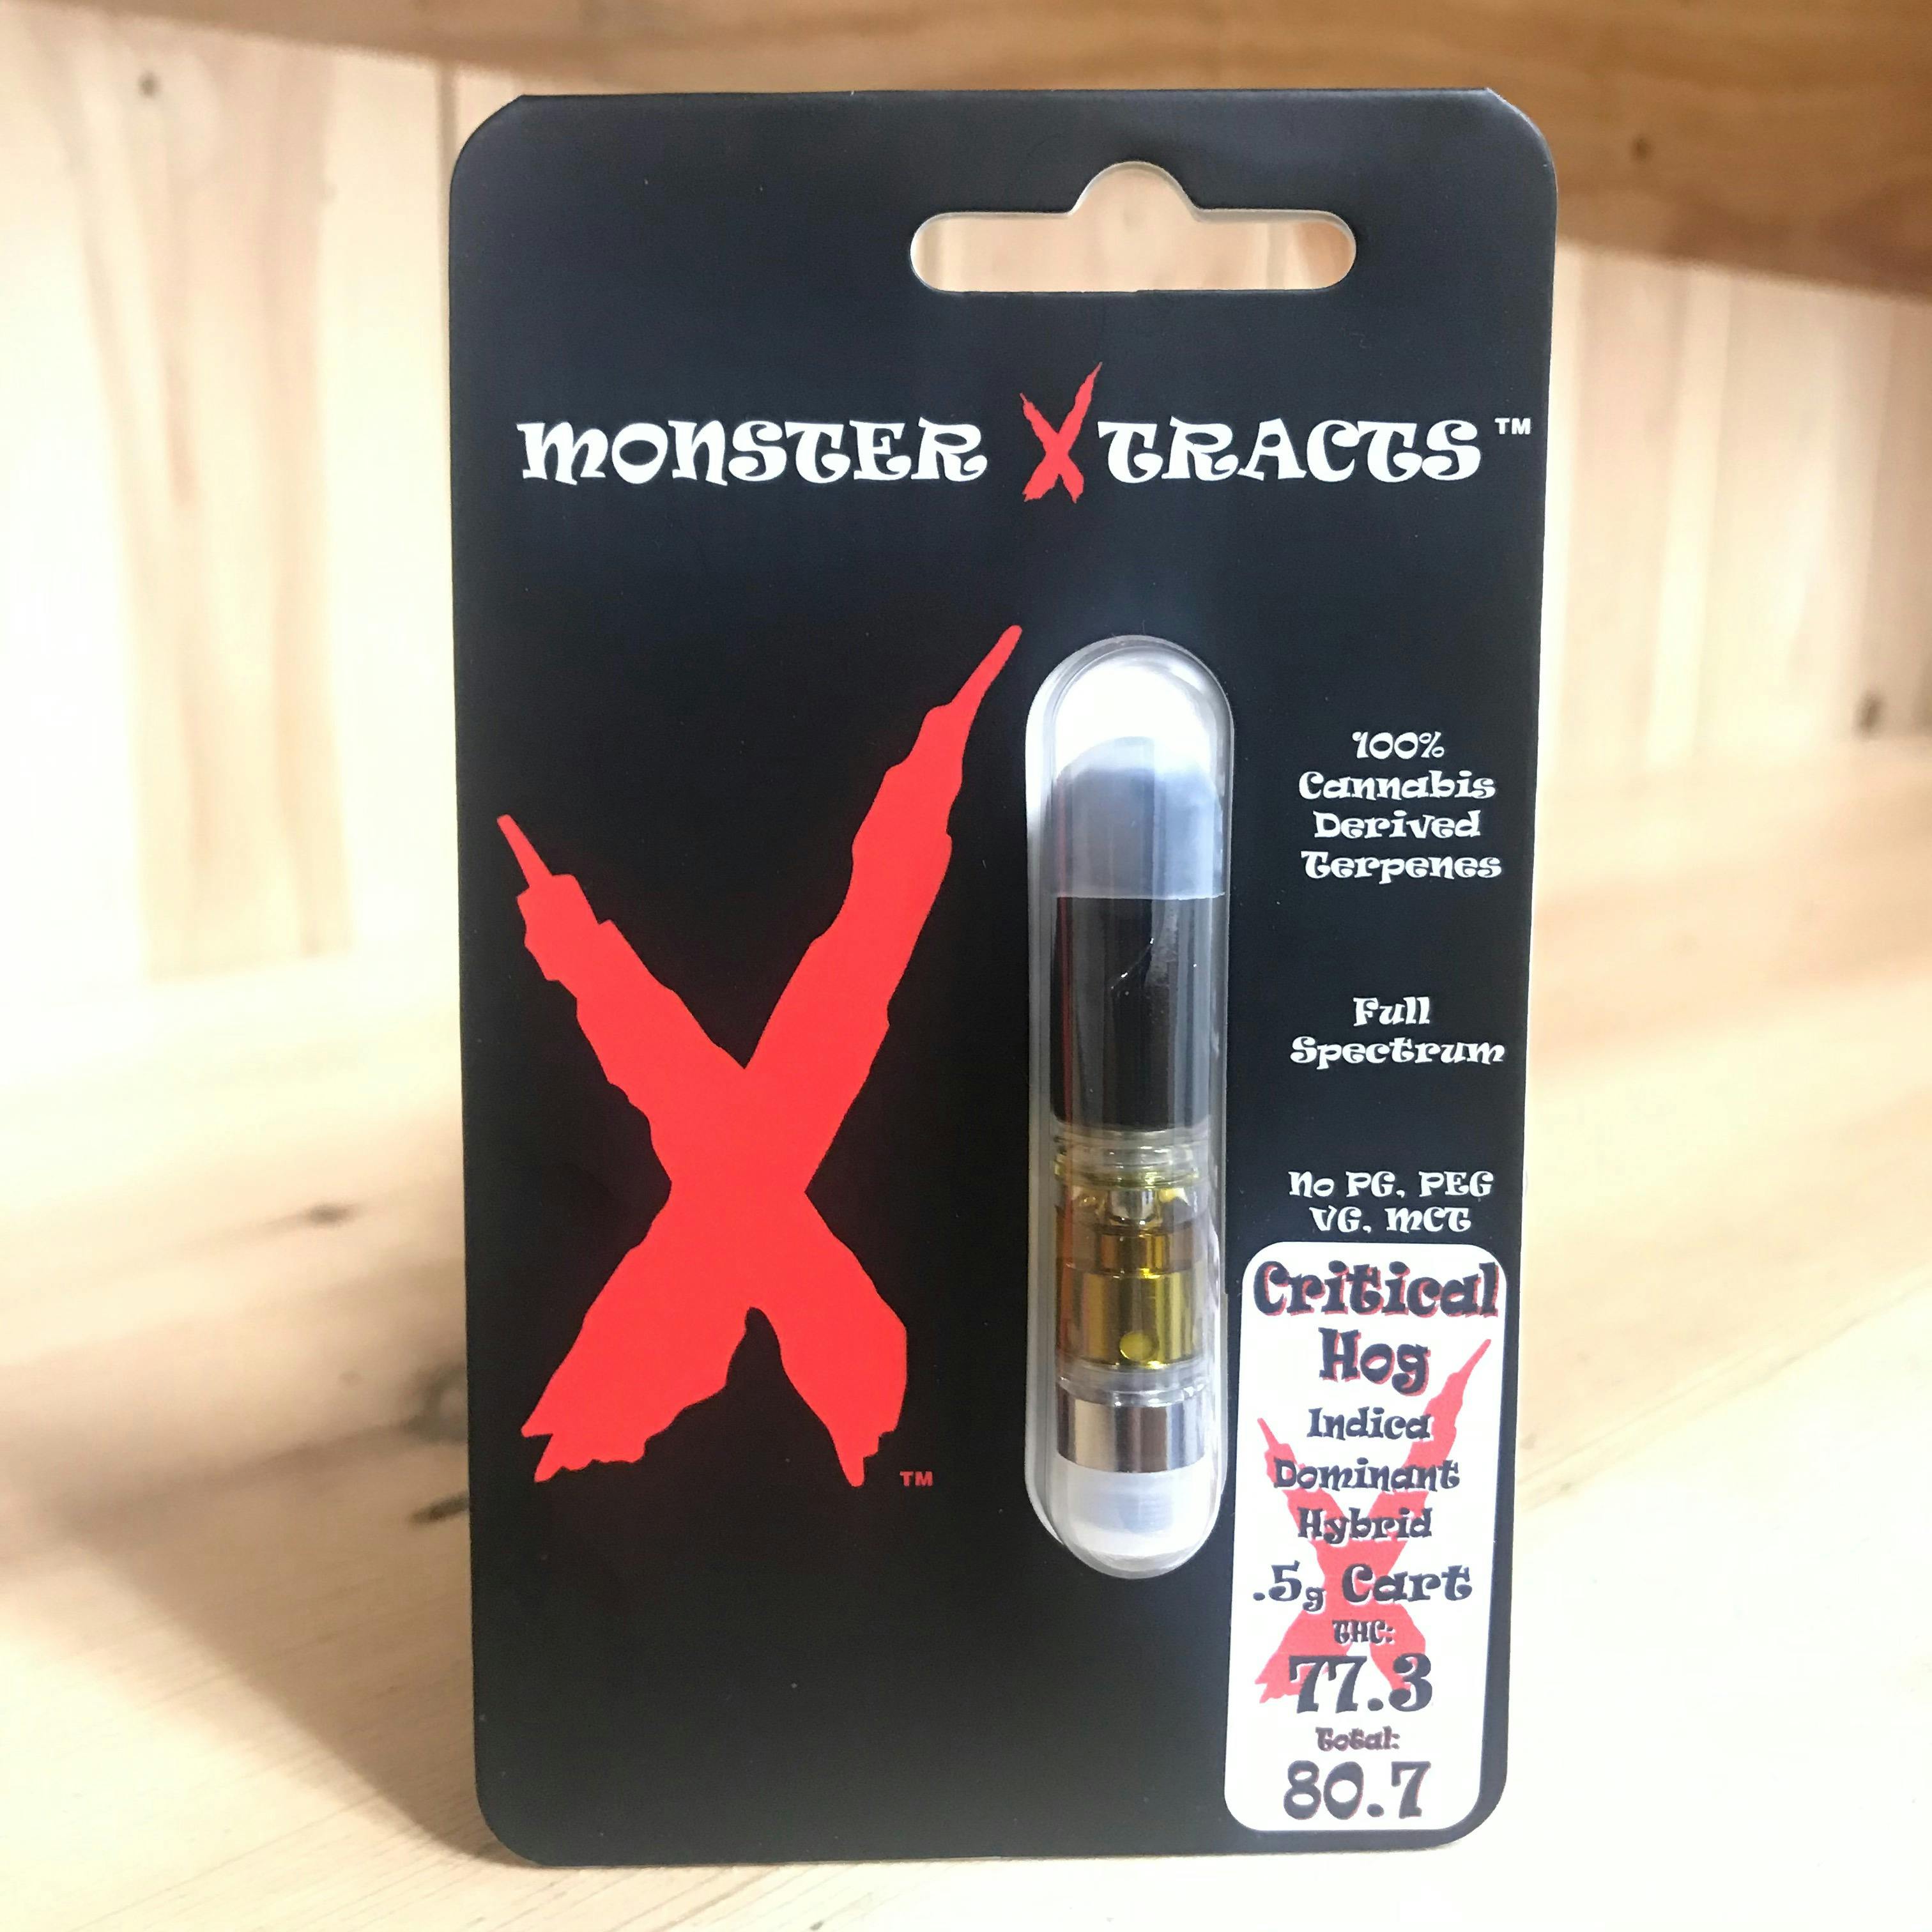 MONSTER XTRACTS™
100%
Cannabis
Derived
Terpenes
Full
Spectrum
No PG, PEG
VG, MCT
X™
Critical
Hog
Indica
Dominant
Hybrid
.5g Cart
THC:
77.3
Total:
80.7